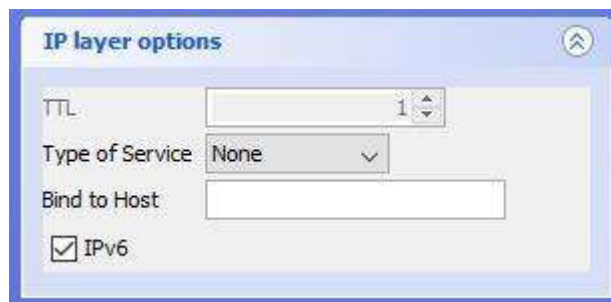 IP layer options
TTL 1
Type of Service None
Bind to Host
IPv6